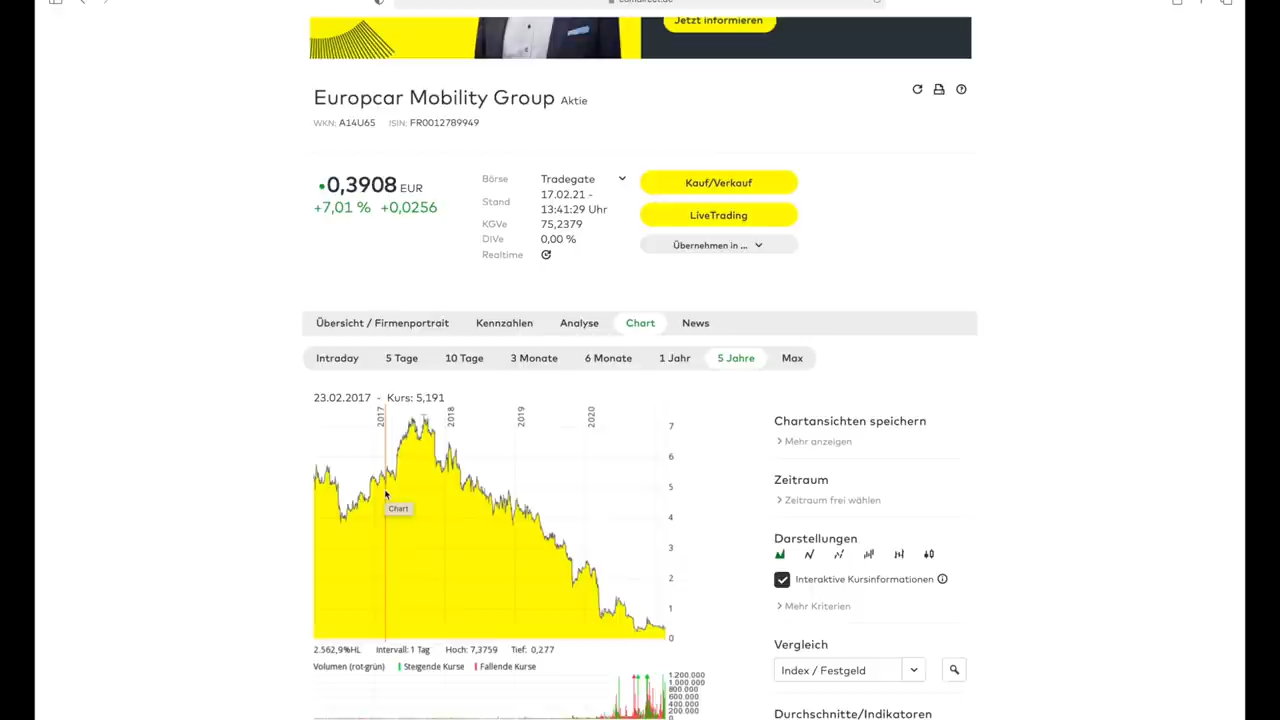 comdirect.de
Jetzt informieren
Europcar Mobility Group Aktie
WKN: A14U65 ISIN: FR0012789949
0,3908 EUR
+7,01 % +0,0256
Börse Tradegate
Stand 17.02.21 -
13:41:29 Uhr
KGVe 75,2379
DIVe 0,00 %
Realtime
Kauf/Verkauf
LiveTrading
Übernehmen in ...
Übersicht / Firmenportrait Kennzahlen Analyse Chart News
Intraday 5 Tage 10 Tage 3 Monate 6 Monate 1 Jahr 5 Jahre Max
23.02.2017 - Kurs: 5,191
2017 2018 2019 2020
7
6
5
4
3
2
1
0
Chart
2.562,9%HL Intervall: 1 Tag Hoch: 7,3759 Tief: 0,277
Volumen (rot-grün) Steigende Kurse Fallende Kurse
1.200.000
1.000.000
800.000
600.000
400.000
200.000
0
Chartansichten speichern
Mehr anzeigen
Zeitraum
Zeitraum frei wählen
Darstellungen
Interaktive Kursinformationen
Mehr Kriterien
Vergleich
Index / Festgeld
Durchschnitte/Indikatoren